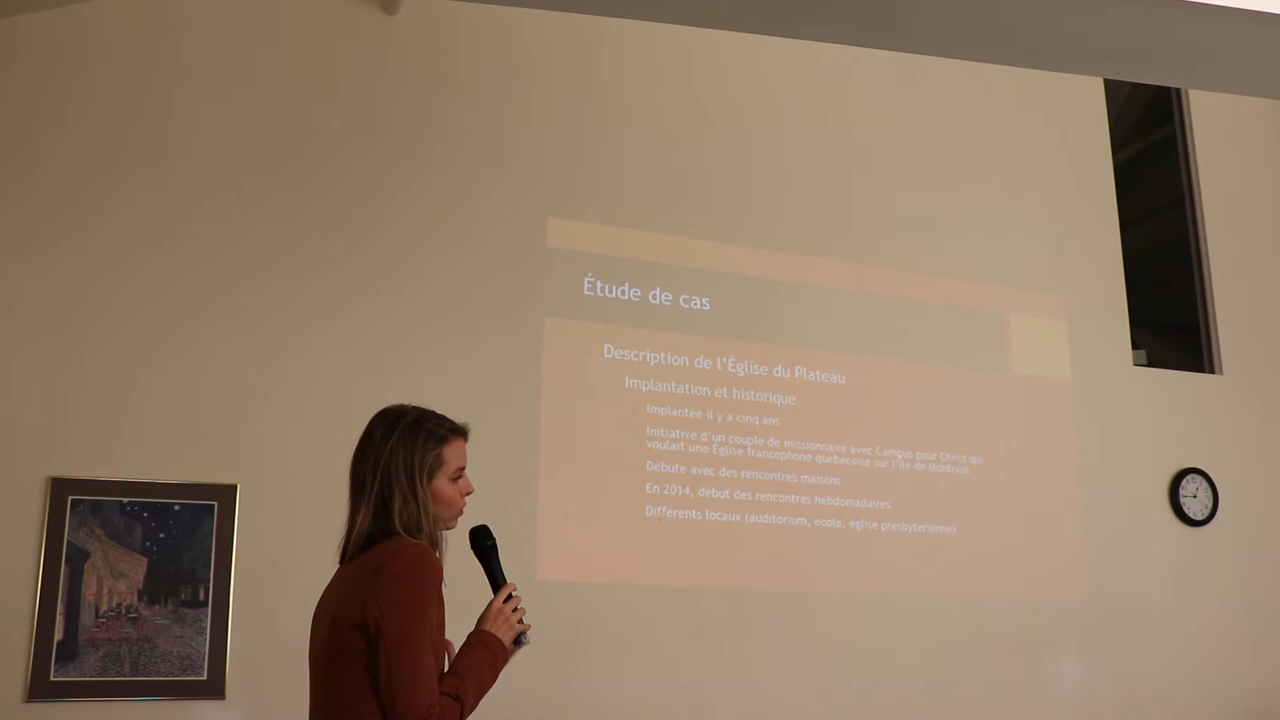 Étude de cas
Description de l'Église du Plateau
Implantation et historique
Implantée il y a cinq ans
Initiative d'un couple de missionnaire avec Campus pour Christ qui
voulait une Église francophone québécoise sur l'île de Montréal.
Débute avec des rencontres maisons
En 2014, début des rencontres hebdomadaires
Différents locaux (auditorium, école, église presbytérienne)